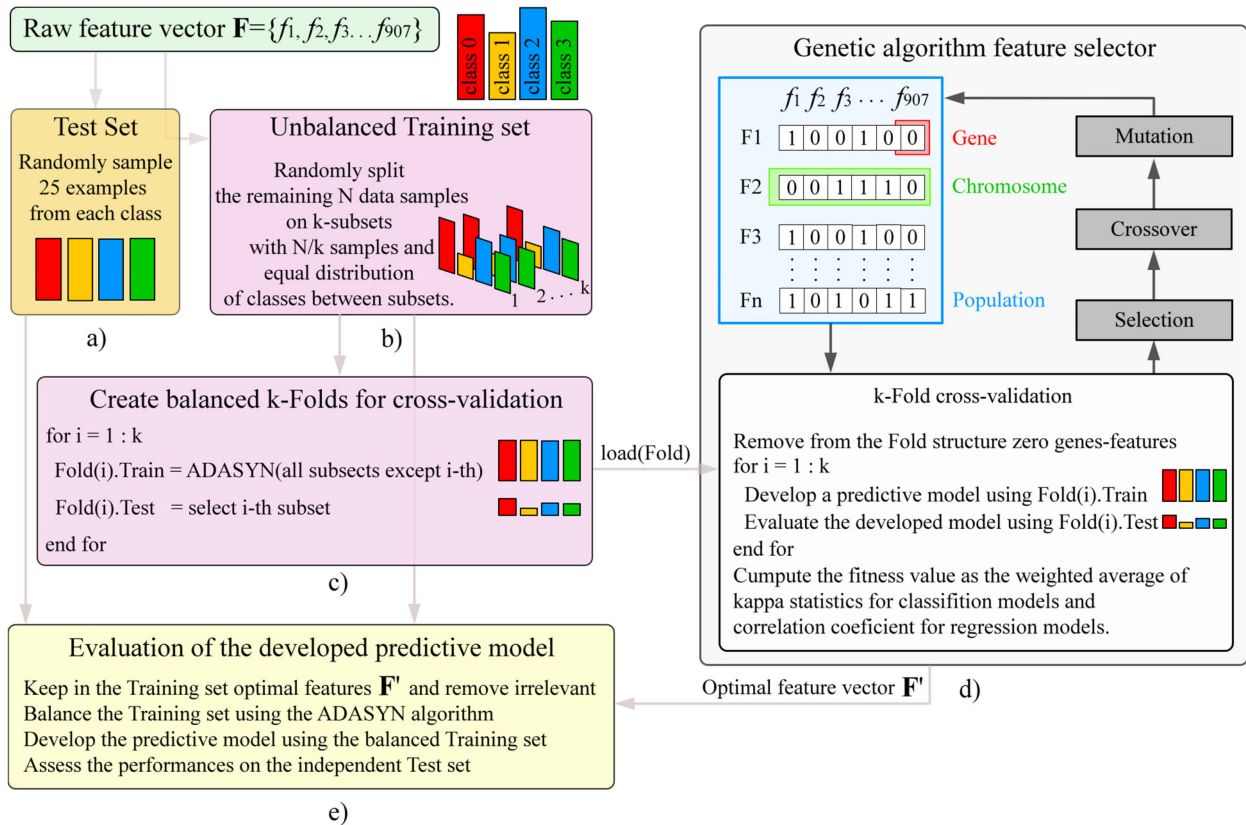 Raw feature vector F={f1, f2, f3...f907}
class 0
class 1
class 2
class 3
Test Set
Randomly sample
25 examples
from each class
a)
Unbalanced Training set
Randomly split
the remaining N data samples
on k-subsets
with N/k samples and
equal distribution
of classes between subsets.
1 2 . . . k
b)
Create balanced k-Folds for cross-validation
for i = 1 : k
Fold(i).Train = ADASYN(all subsects except i-th)
Fold(i).Test = select i-th subset
end for
c)
load(Fold)
Genetic algorithm feature selector
f1 f2 f3 ... f907
F1 1 0 0 1 0 0 Gene
F2 0 0 1 1 1 0 Chromosome
F3 1 0 0 1 0 0
Fn 1 0 1 0 1 1 Population
Mutation
Crossover
Selection
k-Fold cross-validation
Remove from the Fold structure zero genes-features
for i = 1 : k
Develop a predictive model using Fold(i).Train
Evaluate the developed model using Fold(i).Test
end for
Cumpute the fitness value as the weighted average of
kappa statistics for classifition models and
correlation coeficient for regression models.
d)
Optimal feature vector F'
Evaluation of the developed predictive model
Keep in the Training set optimal features F' and remove irrelevant
Balance the Training set using the ADASYN algorithm
Develop the predictive model using the balanced Training set
Assess the performances on the independent Test set
e)